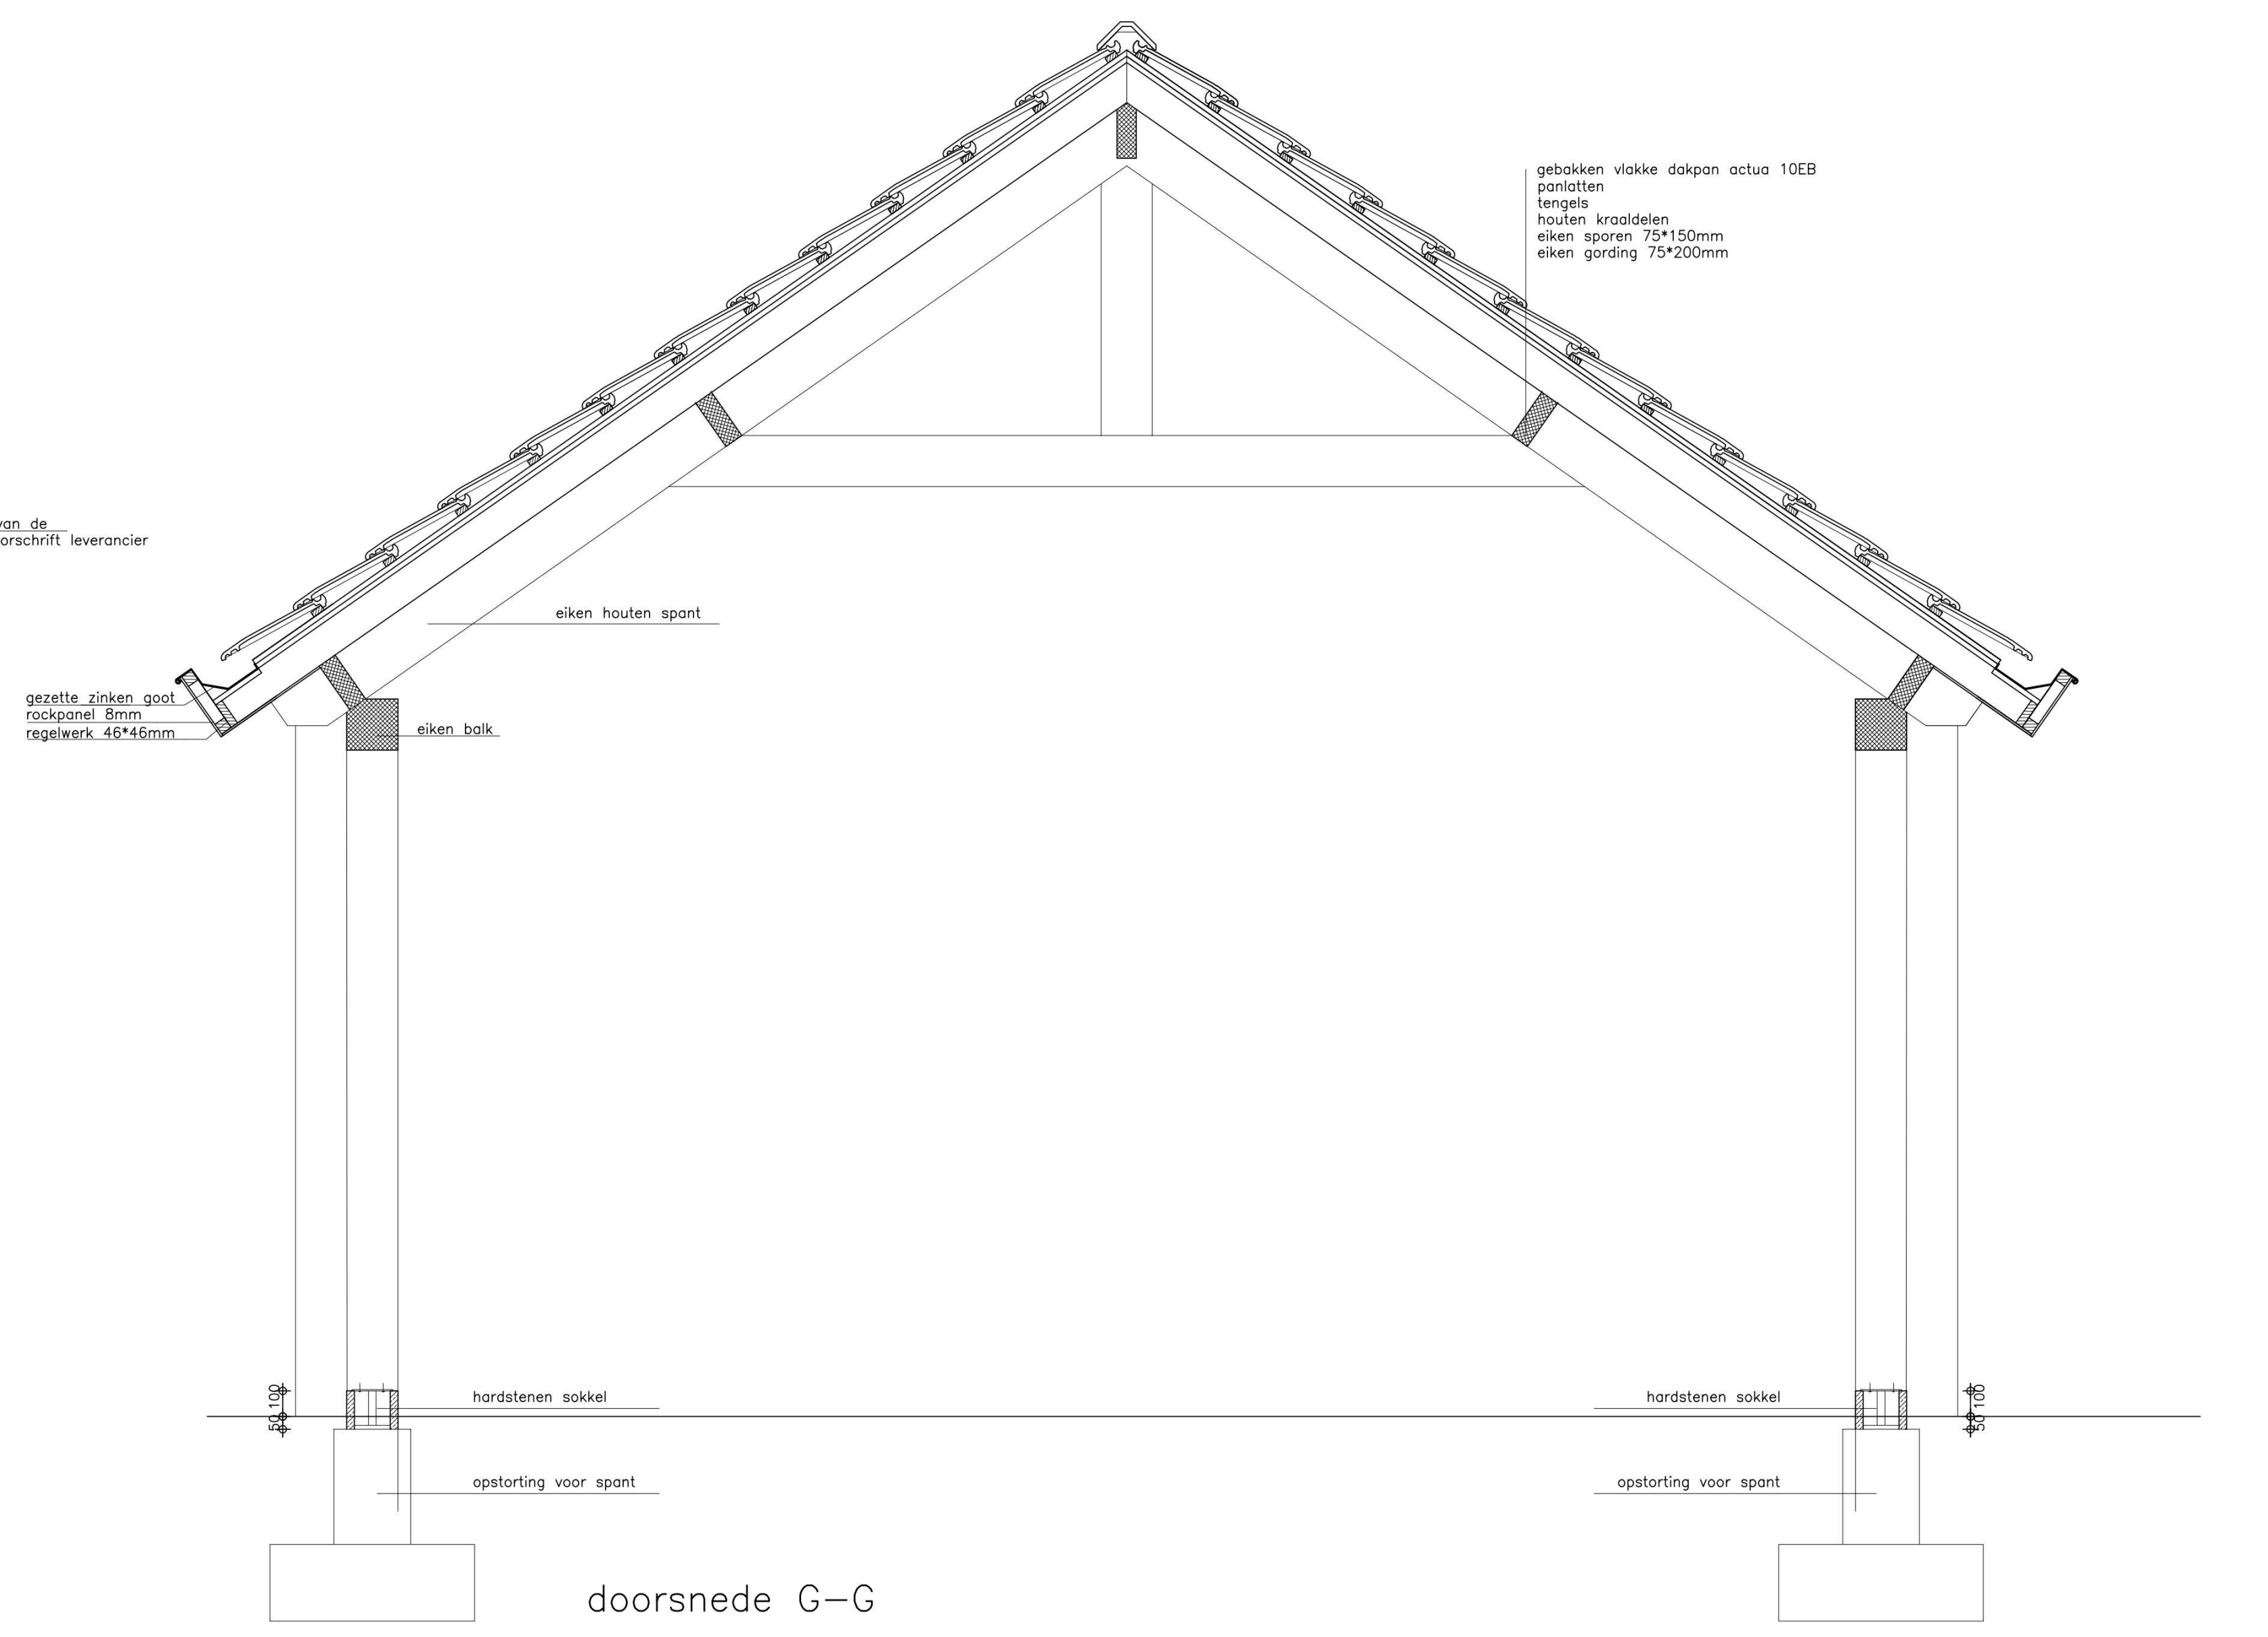 gebakken vlakke dakpan actua 10EB
panlatten
tengels
houten kraaldelen
eiken sporen 75*150mm
eiken gording 75*200mm
van de
orschrift leverancier
eiken houten spant
gezette zinken goot
rockpanel 8mm
regelwerk 46*46mm
eiken balk
100
50
hardstenen sokkel
hardstenen sokkel
100
50
opstorting voor spant
opstorting voor spant
doorsnede G-G